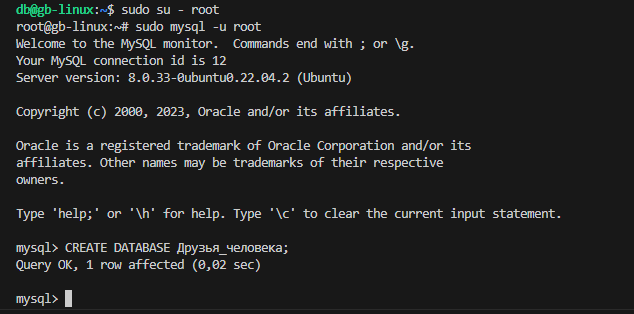 db@gb-linux:~$ sudo su - root
root@gb-linux:~# sudo mysql -u root
Welcome to the MySQL monitor.  Commands end with ; or \g.
Your MySQL connection id is 12
Server version: 8.0.33-0ubuntu0.22.04.2 (Ubuntu)
Copyright (c) 2000, 2023, Oracle and/or its affiliates.
Oracle is a registered trademark of Oracle Corporation and/or its
affiliates. Other names may be trademarks of their respective
owners.
Type 'help;' or '\h' for help. Type '\c' to clear the current input statement.
mysql> CREATE DATABASE Друзья_человека;
Query OK, 1 row affected (0,02 sec)
mysql>